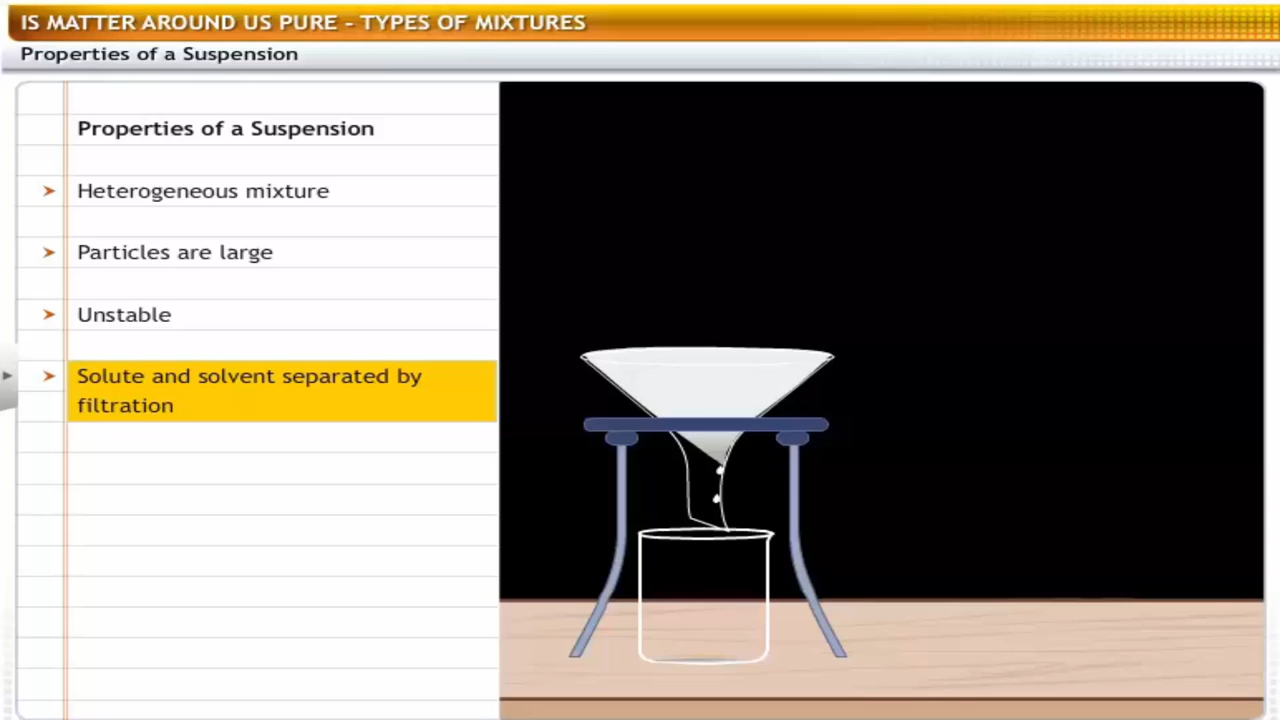 IS MATTER AROUND US PURE - TYPES OF MIXTURES
Properties of a Suspension
Properties of a Suspension
Heterogeneous mixture
Particles are large
Unstable
Solute and solvent separated by
filtration